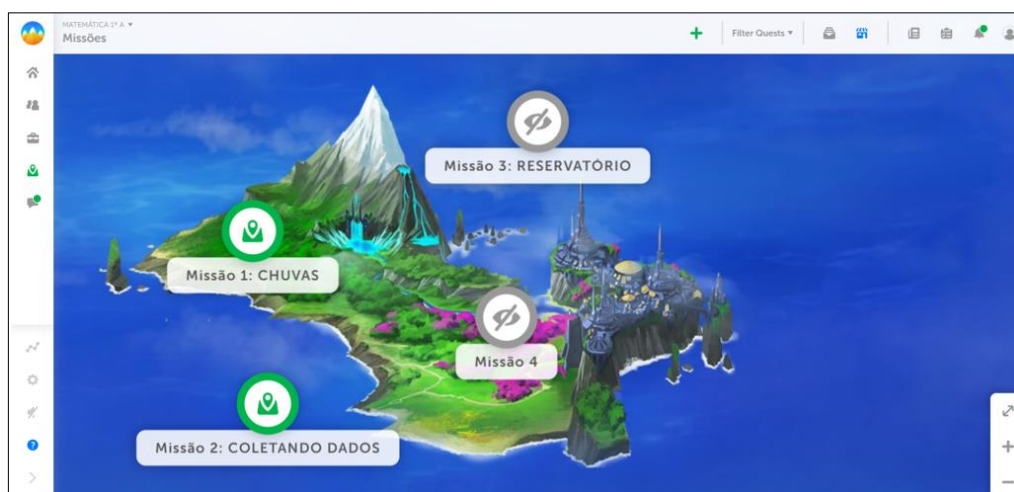 MATEMÁTICA 1º A
Missões
Filter Quests
Missão 3: RESERVATÓRIO
Missão 1: CHUVAS
Missão 4
Missão 2: COLETANDO DADOS